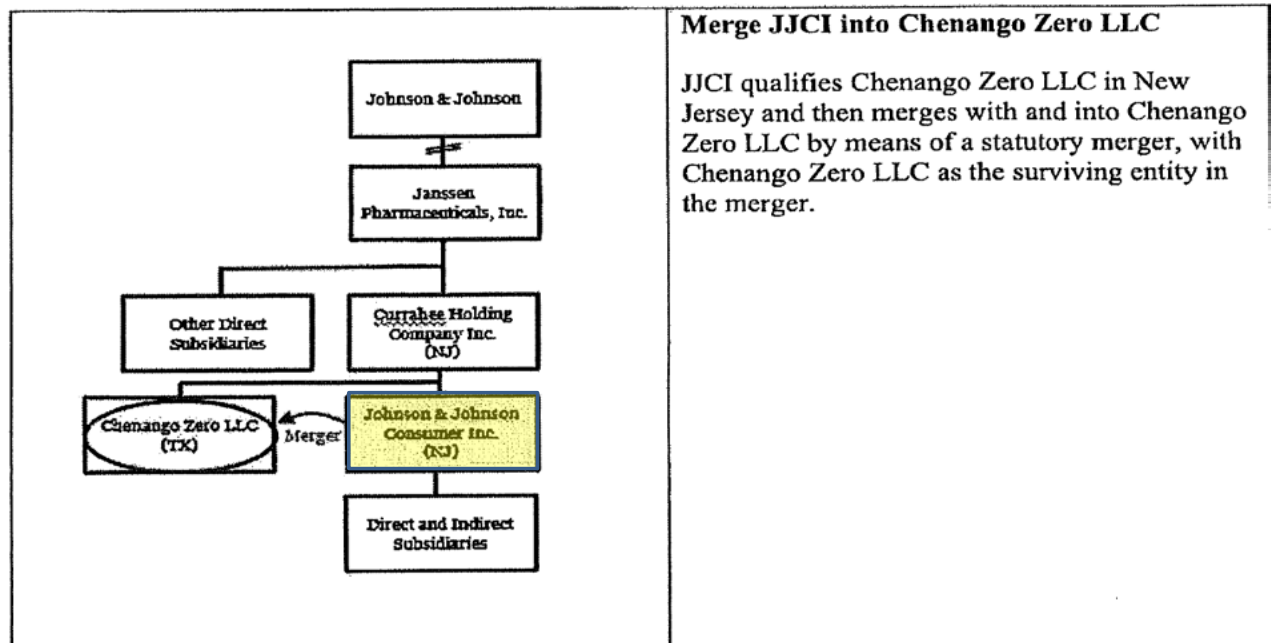 Merge JJCI into Chenango Zero LLC
JJCI qualifies Chenango Zero LLC in New
Jersey and then merges with and into Chenango
Zero LLC by means of a statutory merger, with
Chenango Zero LLC as the surviving entity in
the merger.
Johnson & Johnson
Janssen
Pharmaceuticals, Inc.
Other Direct
Subsidiaries
Currahee Holding
Company Inc.
(NJ)
Chenango Zero LLC
(TX)
Merger
Johnson & Johnson
Consumer Inc.
(NJ)
Direct and Indirect
Subsidiaries